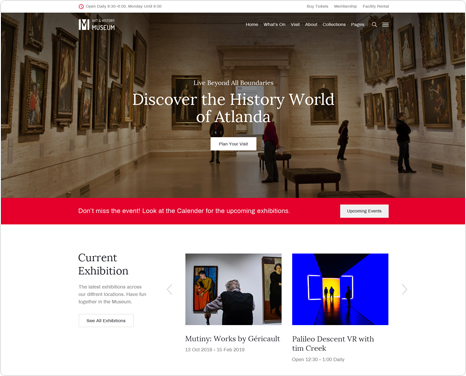 Open Daily 9:30–6:00, Monday Until 8:00
Buy Tickets Membership Facility Rental
ART & HISTORY
MUSEUM
Home What's On Visit About Collections Pages
Live Beyond All Boundaries
Discover the History World
of Atlanda
Plan Your Visit
Don't miss the event! Look at the Calender for the upcoming exhibitions.
Upcoming Events
Current
Exhibition
The latest exhibitions across
our diffrent locations. Have fun
together in the Museum.
See All Exhibitions
Mutiny: Works by Géricault
13 Oct 2019 - 15 Feb 2019
Palileo Descent VR with
tim Creek
Open 12:30 - 1:00 Daily